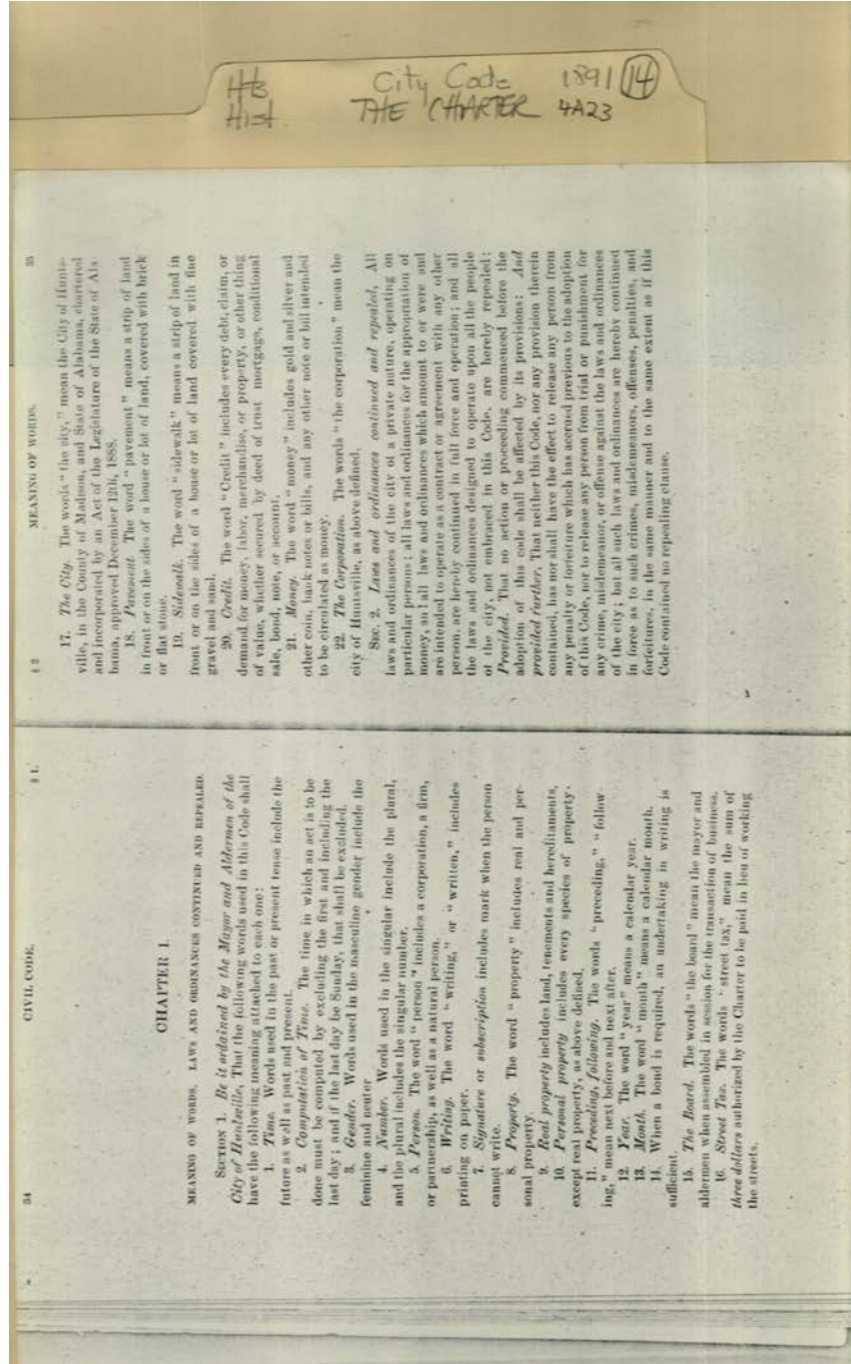 HB City Code 1891 14
Hist. THE CHARTER 4A23
34 CIVIL CODE. § 1.
CHAPTER 1.
MEANING OF WORDS. LAWS AND ORDINANCES CONTINUED AND REPEALED.
SECTION 1. Be it ordained by the Mayor and Aldermen of the
City of Huntsville, That the following words used in this Code shall
have the following meaning attached to each one:
1. Time. Words used in the past or present tense include the
future as well as past and present.
2. Computation of Time. The time in which an act is to be
done must be computed by excluding the first and including the
last day; and if the last day be Sunday, that shall be excluded.
3. Gender. Words used in the masculine gender include the
feminine and neuter
4. Number. Words used in the singular include the plural,
and the plural includes the singular number.
5. Person. The word "person" includes a corporation, a firm,
or partnership, as well as a natural person.
6. Writing. The word "writing," or "written," includes
printing on paper.
7. Signature or subscription includes mark when the person
cannot write.
8. Property. The word "property" includes real and per-
sonal property.
9. Real property includes land, tenements and hereditaments,
10. Personal property includes every species of property
except real property, as above defined.
11. Preceding, following. The words "preceding," "follow
ing," mean next before and next after.
12. Year. The word "year" means a calendar year.
13. Month. The word "month" means a calendar month.
14. When a bond is required, an undertaking in writing is
sufficient.
15. The Board. The words "the board" mean the mayor and
aldermen when assembled in session for the transaction of business.
16. Street Tax. The words 'street tax," mean the sum of
three dollars authorized by the Charter to be paid in lieu of working
the streets.
§ 2 MEANING OF WORDS. 35
17. The City. The words "the city," mean the City of Hunts-
ville, in the County of Madison, and State of Alabama, chartered
and incorporated by an Act of the Legislature of the State of Ala-
bama, approved December 12th, 1888.
18. Pavement. The word "pavement" means a strip of land
in front or on the sides of a house or lot of land, covered with brick
or flat stone.
19. Sidewalk. The word "sidewalk" means a strip of land in
front or on the sides of a house or lot of land covered with fine
gravel and sand.
20. Credit. The word "Credit" includes every debt, claim, or
demand for money, labor, merchandise, or property, or other thing
of value, whether secured by deed of trust mortgage, conditional
sale, bond, note, or account.
21. Money. The word "money" includes gold and silver and
other coin, bank notes or bills, and any other note or bill intended
to be circulated as money.
22. The Corporation. The words "the corporation" mean the
city of Huntsville, as above defined.
SEC. 2. Laws and ordinances continued and repealed, All
laws and ordinances of the city of a private nature, operating on
particular persons; all laws and ordinances for the appropriation of
money, and all laws and ordinances which amount to or were and
are intended to operate as a contract or agreement with any other
person, are hereby continued in full force and operation; and all
the laws and ordinances designed to operate upon all the people
of the city, not embraced in this Code, are hereby repealed:
Provided. That no action or proceeding commenced before the
adoption of this code shall be affected by its provisions: And
provided further, That neither this Code, nor any provision therein
contained, has nor shall have the effect to release any person from
any penalty or forfeiture which has accrued previous to the adoption
of this Code, nor to release any person from trial or punishment for
any crime, misdemeanor, or offense against the laws and ordinances
of the city; but all such laws and ordinances are hereby continued
in force as to such crimes, misdemeanors, offenses, penalties, and
forfeitures, in the same manner and to the same extent as if this
Code contained no repealing clause.